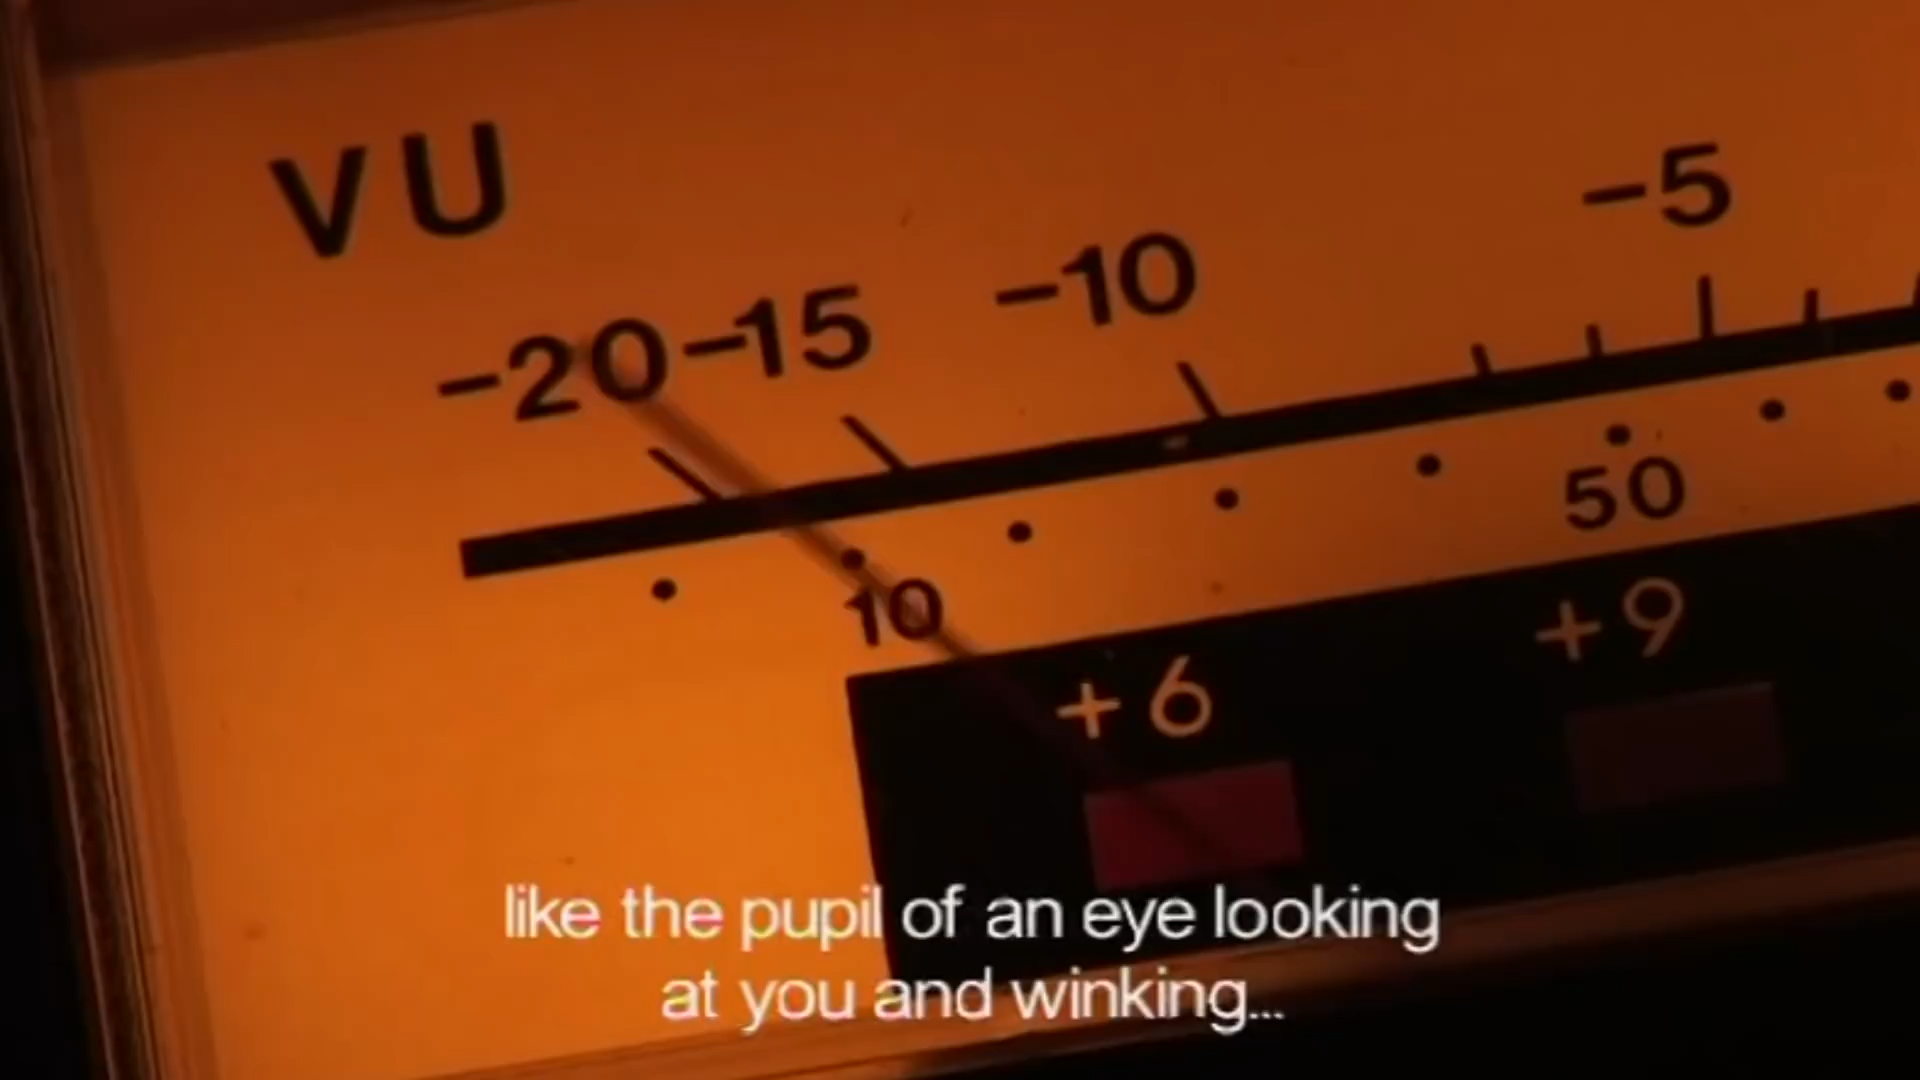 VU
-20 -15 -10 -5
10 50
+6 +9
like the pupil of an eye looking
at you and winking...